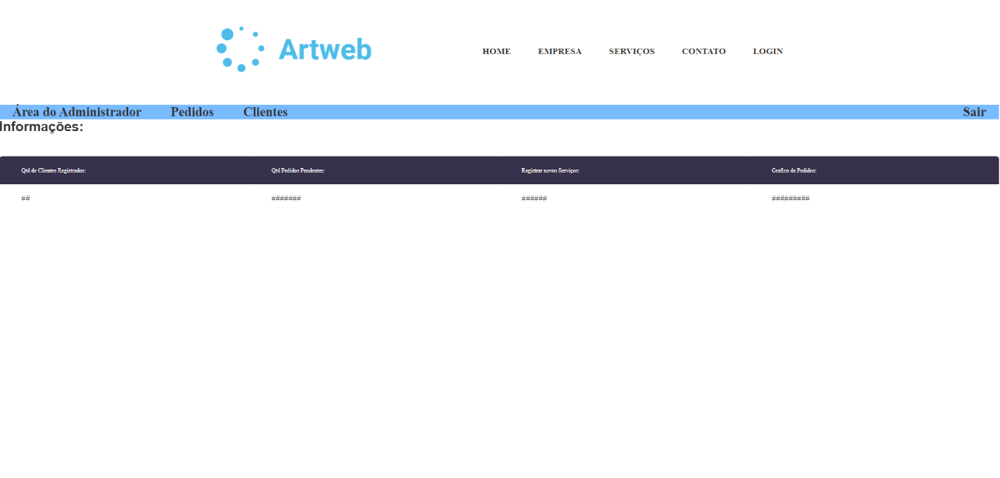 Artweb
HOME EMPRESA SERVIÇOS CONTATO LOGIN
Área do Administrador Pedidos Clientes Sair
Informações:
Qtd de Clientes Registrados: Qtd Pedidos Pendentes: Registrar novos Serviços: Grafico de Pedidos:
## ####### ###### #########